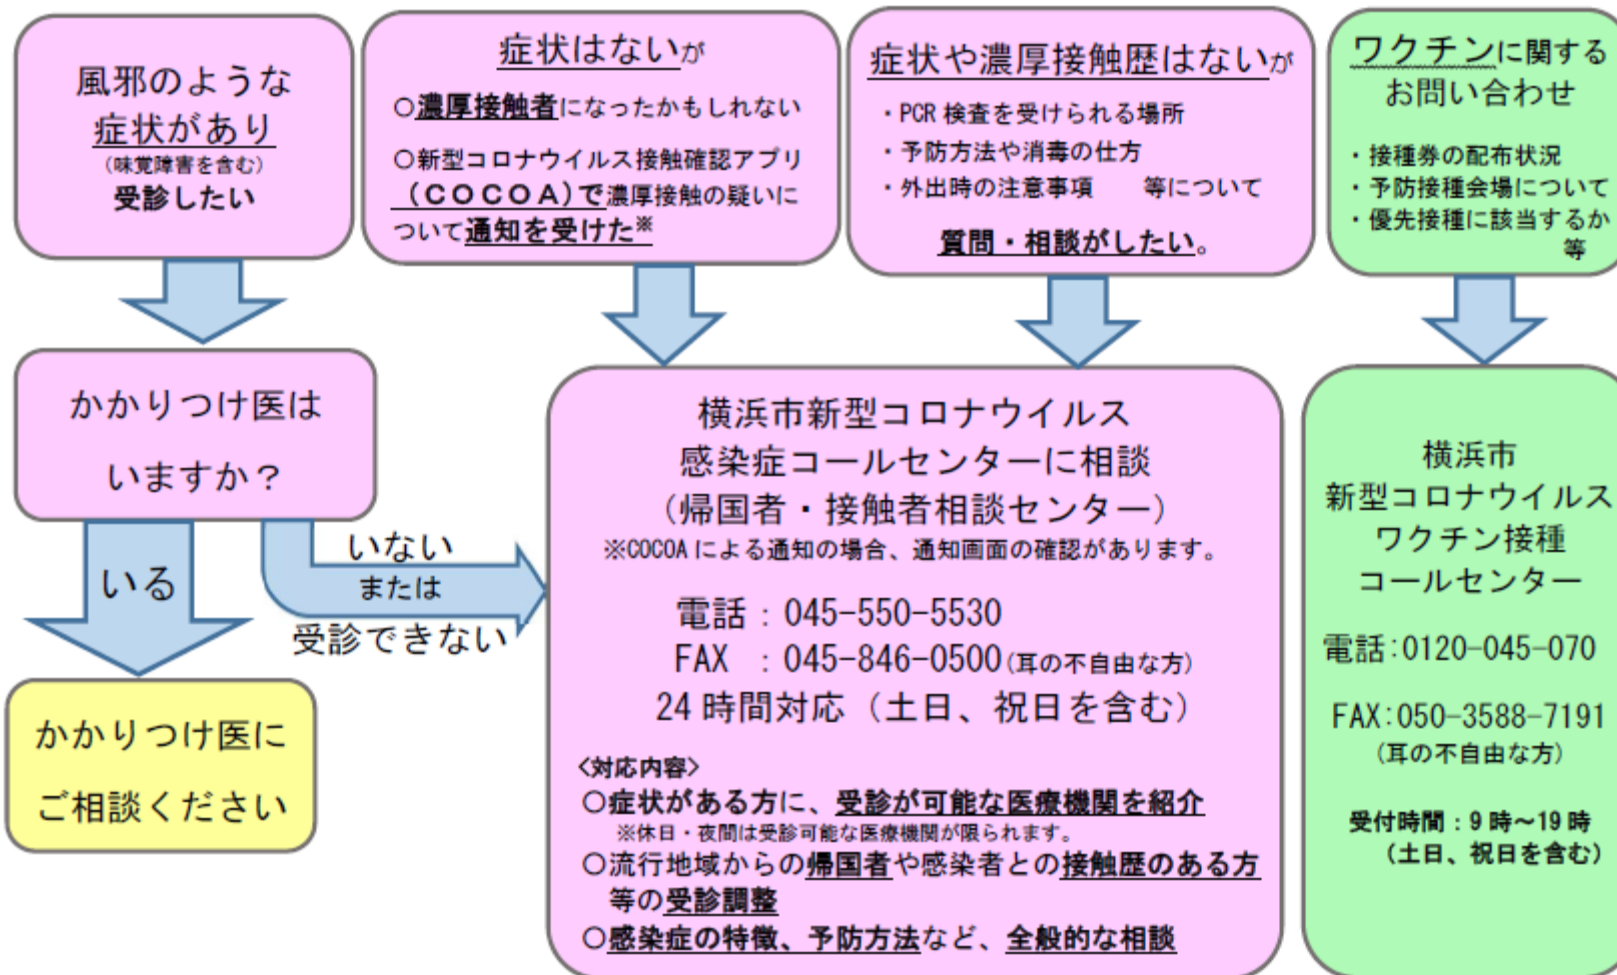 風邪のような
症状があり
（味覚障害を含む）
受診したい
症状はないが
○濃厚接触者になったかもしれない
○新型コロナウイルス接触確認アプリ
（ＣＯＣＯＡ）で濃厚接触の疑いに
ついて通知を受けた※
症状や濃厚接触歴はないが
・PCR 検査を受けられる場所
・予防方法や消毒の仕方
・外出時の注意事項　　等について
質問・相談がしたい。
ワクチンに関する
お問い合わせ
・接種券の配布状況
・予防接種会場について
・優先接種に該当するか
等
かかりつけ医は
いますか？
いる
いない
または
受診できない
かかりつけ医に
ご相談ください
横浜市新型コロナウイルス
感染症コールセンターに相談
（帰国者・接触者相談センター）
※COCOA による通知の場合、通知画面の確認があります。
電話：045-550-5530
FAX ：045-846-0500（耳の不自由な方）
24 時間対応（土日、祝日を含む）
<対応内容>
○症状がある方に、受診が可能な医療機関を紹介
※休日・夜間は受診可能な医療機関が限られます。
○流行地域からの帰国者や感染者との接触歴のある方
等の受診調整
○感染症の特徴、予防方法など、全般的な相談
横浜市
新型コロナウイルス
ワクチン接種
コールセンター
電話：0120-045-070
FAX：050-3588-7191
（耳の不自由な方）
受付時間：9 時～19 時
（土日、祝日を含む）